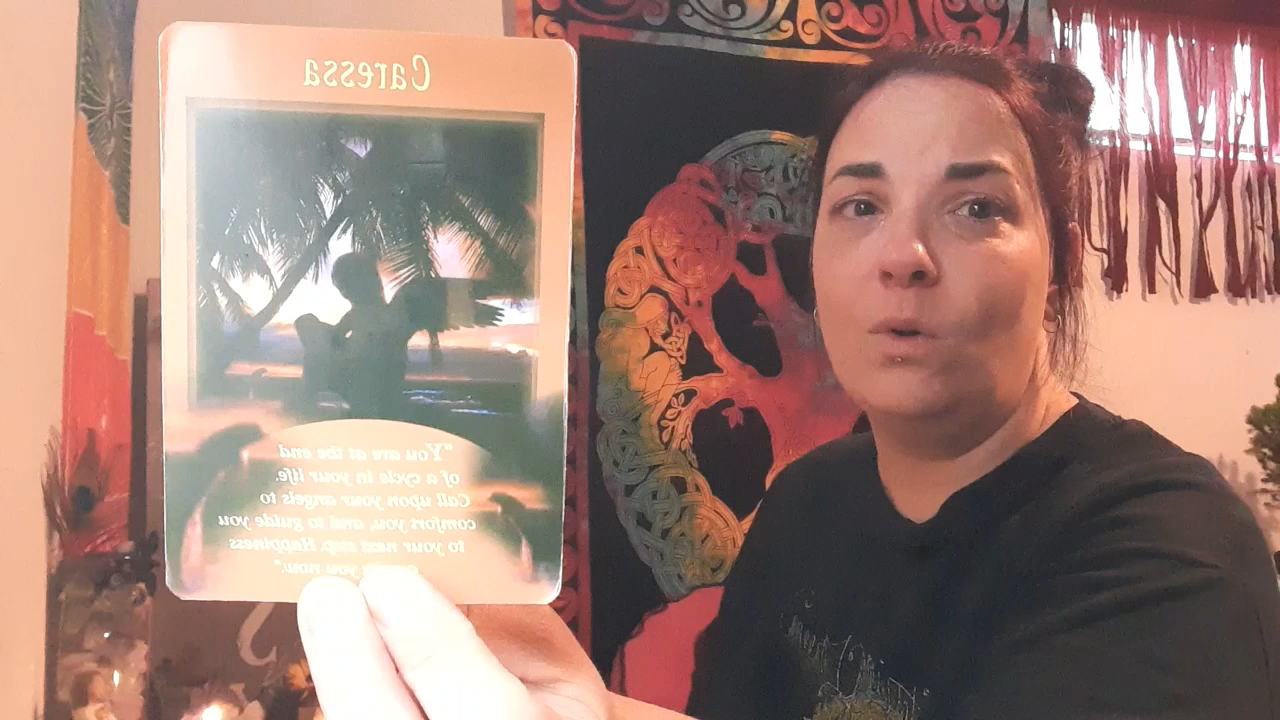 Caressa
"You are at the end
of a cycle in your life.
Call upon your angels to
comfort you, and to guide you
to your next step. Happiness
you now."